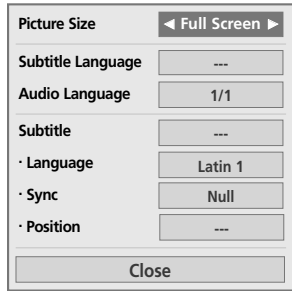 Picture Size ◄ Full Screen ►
Subtitle Language ---
Audio Language 1/1
Subtitle ---
· Language Latin 1
· Sync Null
· Position ---
Close